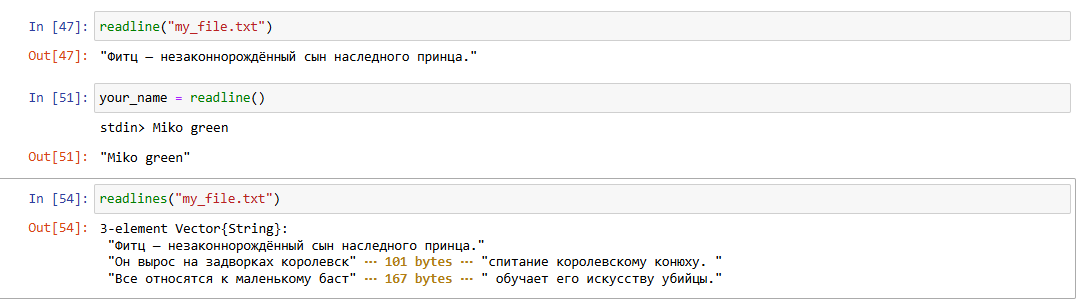 In [47]: readline("my_file.txt")
Out[47]: "Фитц — незаконнорождённый сын наследного принца."
In [51]: your_name = readline()
stdin> Miko green
Out[51]: "Miko green"
In [54]: readlines("my_file.txt")
Out[54]: 3-element Vector{String}:
"Фитц — незаконнорождённый сын наследного принца."
"Он вырос на задворках королевск" ⋯ 101 bytes ⋯ "спитание королевскому конюху. "
"Все относятся к маленькому баст" ⋯ 167 bytes ⋯ " обучает его искусству убийцы."